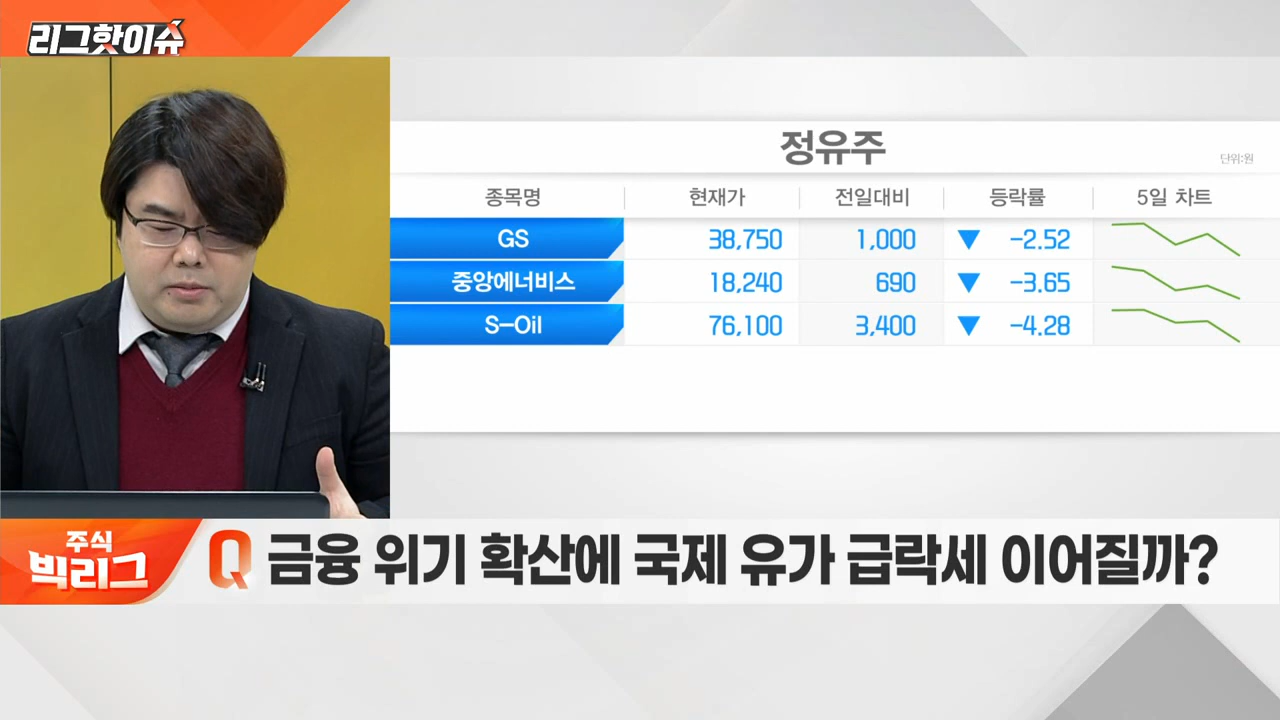 리그핫이슈
정유주
단위:원
종목명 현재가 전일대비 등락률 5일 차트
GS 38,750 1,000 ▼ -2.52
중앙에너비스 18,240 690 ▼ -3.65
S-Oil 76,100 3,400 ▼ -4.28
주식
빅리그
Q 금융 위기 확산에 국제 유가 급락세 이어질까?